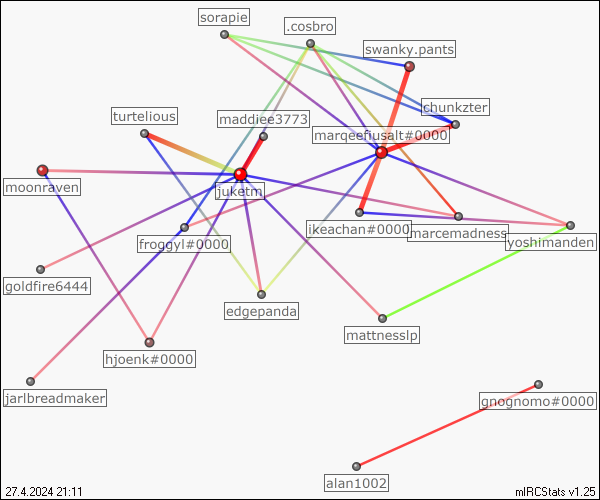 sorapie
.cosbro
swanky.pants
chunkzter
turtelious
maddiee3773
marqeefiusalt#0000
moonraven
juketm
froggyl#0000
ikeachan#0000
marcemadness
yoshimanden
goldfire6444
edgepanda
mattnesslp
hjoenk#0000
jarlbreadmaker
gnognomo#0000
alan1002
27.4.2024 21:11
mIRCStats v1.25